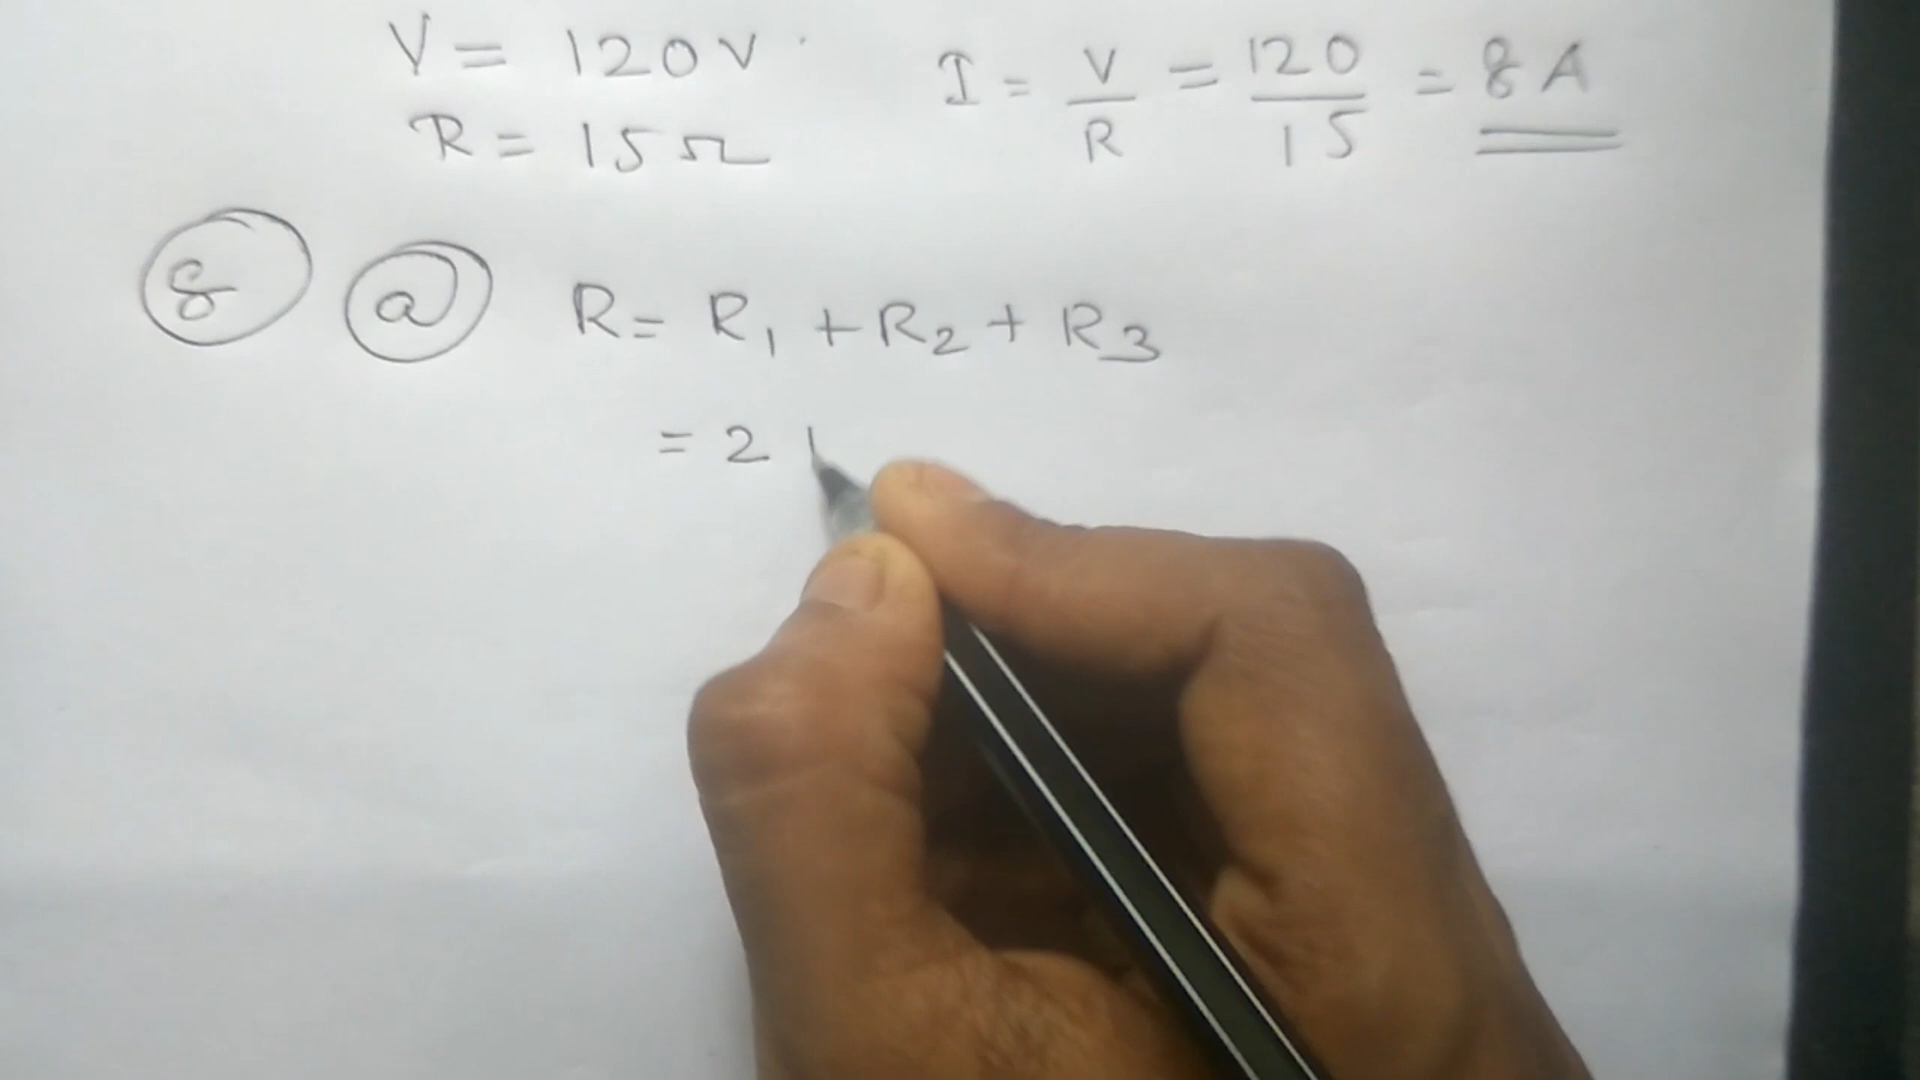 V = 120V
I = V/R = 120/15 = 8A
R = 15Ω
8 a R = R₁ + R₂ + R₃
= 2